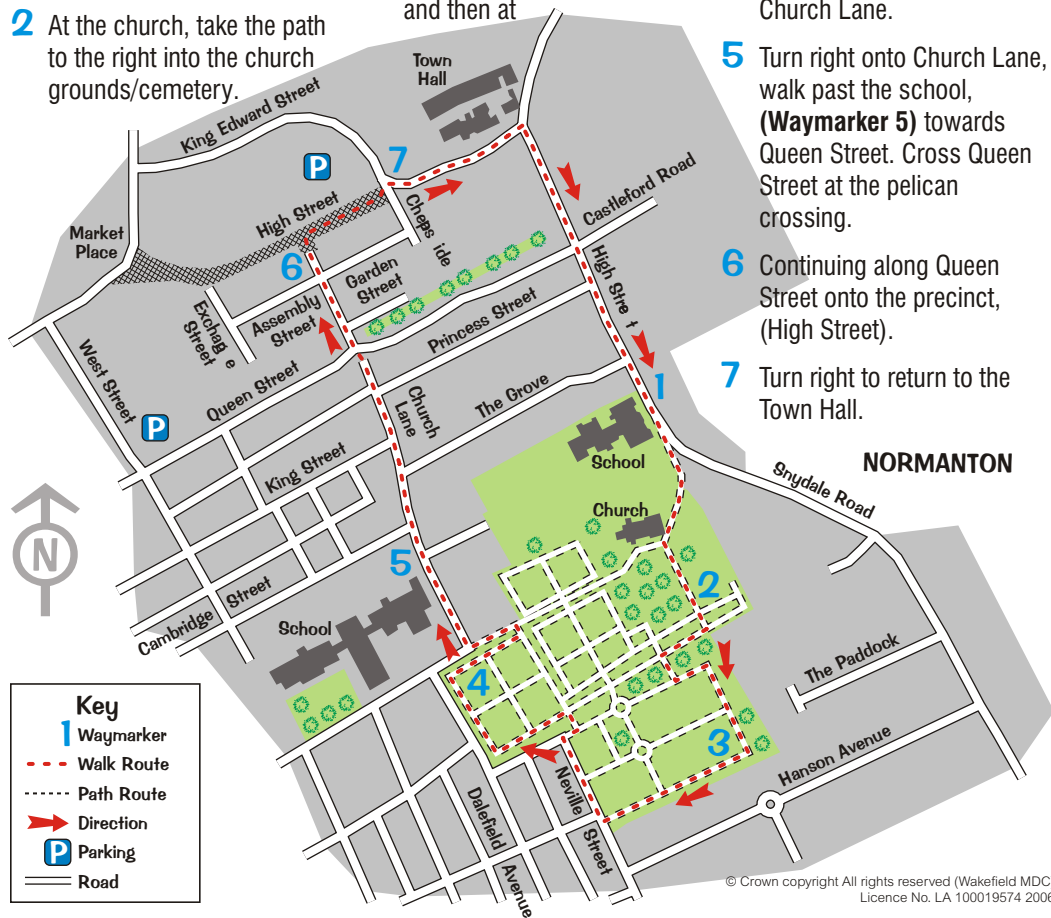 2 At the church, take the path
to the right into the church
grounds/cemetery.
and then at
Church Lane.
5 Turn right onto Church Lane,
walk past the school,
(Waymarker 5) towards
Queen Street. Cross Queen
Street at the pelican
crossing.
6 Continuing along Queen
Street onto the precinct,
(High Street).
7 Turn right to return to the
Town Hall.
NORMANTON
Town
Hall
King Edward Street
P
7
High Street
Cheps ide
Castleford Road
Market
Place
6
Garden
Street
Exchag e
Street
Assembly
Street
High Stre t
Princess Street
West Street
Queen Street
Church
Lane
The Grove
1
P
King Street
School
Snydale Road
Church
N
5
2
Cambridge Street
School
4
The Paddock
3
Hanson Avenue
Neville
Street
Dalefield
Avenue
Key
1 Waymarker
Walk Route
Path Route
Direction
P Parking
Road
© Crown copyright All rights reserved (Wakefield MDC
Licence No. LA 100019574 2006